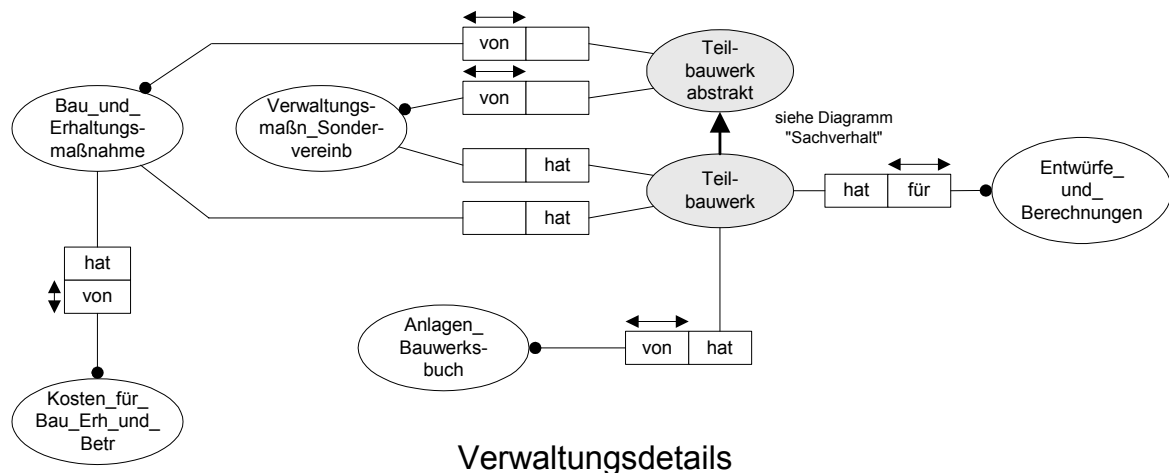 von
Teil-
bauwerk
abstrakt
von
Bau_und_
Erhaltungs-
maßnahme
Verwaltungs-
maßn_Sonder-
vereinb
siehe Diagramm
"Sachverhalt"
hat
Teil-
bauwerk
hat
hat für
Entwürfe_
und_
Berechnungen
hat
von
Anlagen_
Bauwerks-
buch
von hat
Kosten_für_
Bau_Erh_und_
Betr
Verwaltungsdetails